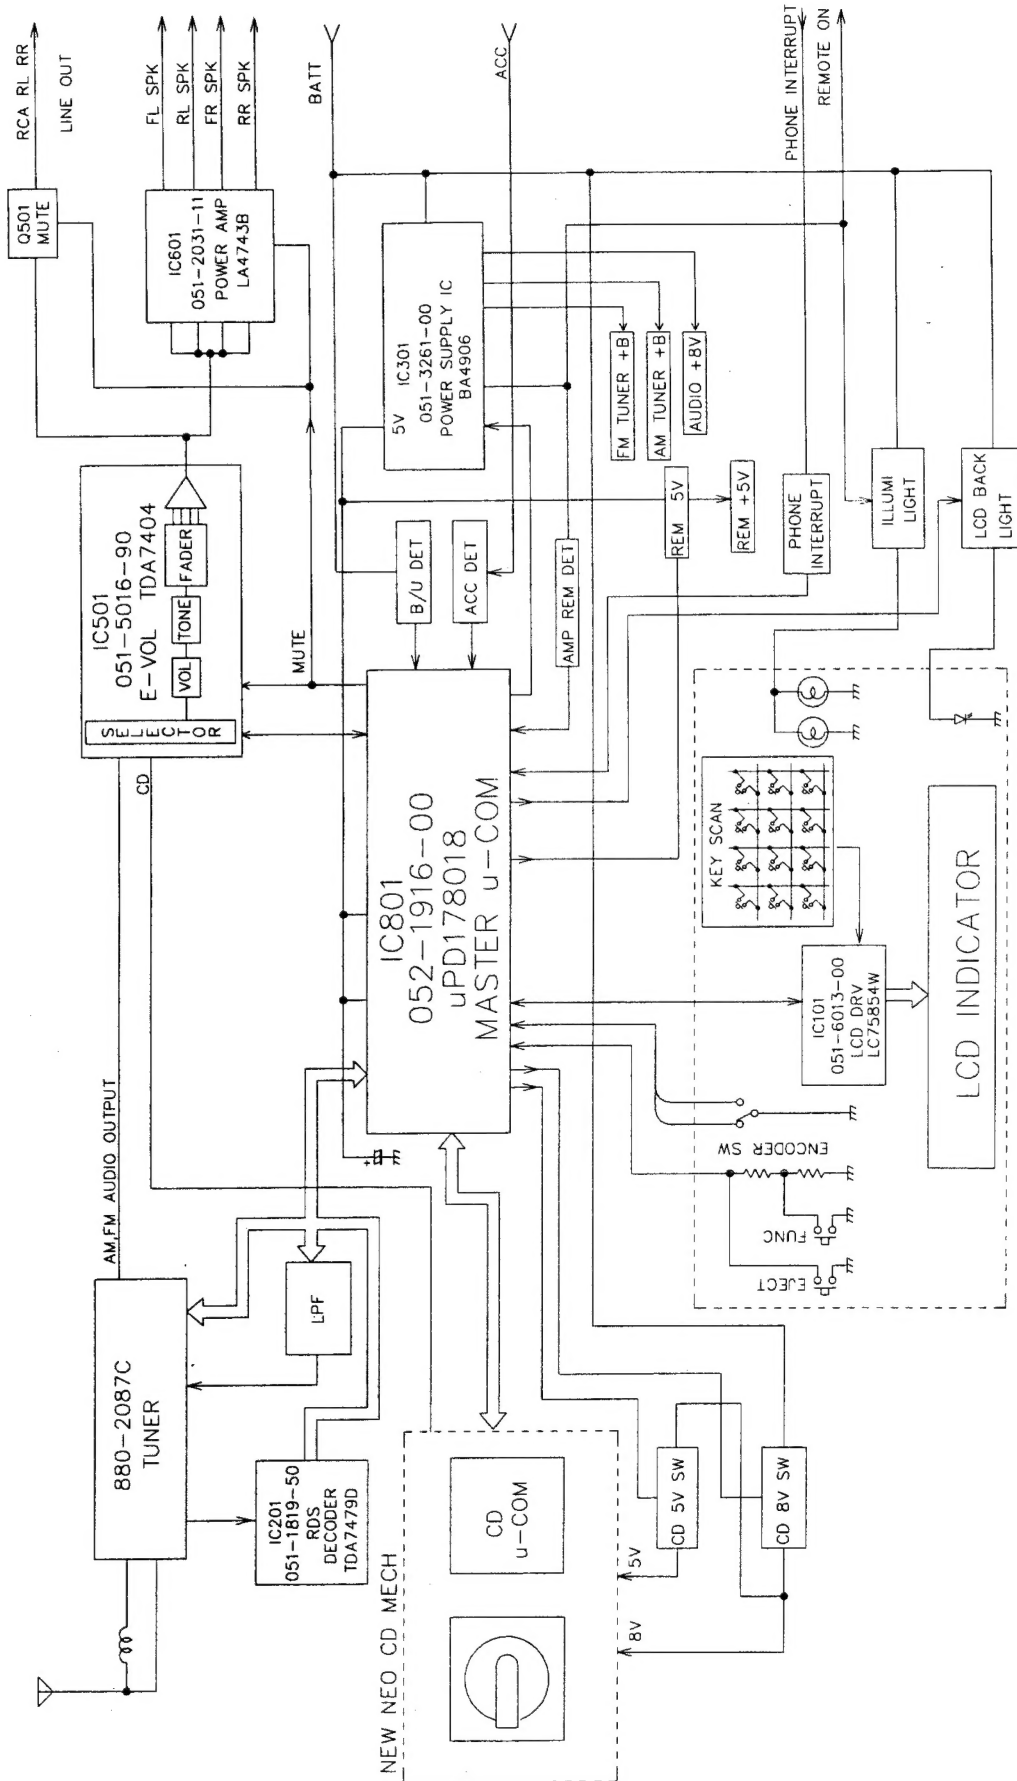 880-2087C
TUNER
AM,FM AUDIO OUTPUT
CD
IC201
051-1819-50
RDS
DECODER
TDA7479D
LPF
IC501
051-5016-90
E-VOL TDA7404
SELECTOR
VOL
TONE
FADER
MUTE
Q501
MUTE
RCA RL RR
LINE OUT
IC601
051-2031-11
POWER AMP
LA4743B
FL SPK
RL SPK
FR SPK
RR SPK
BATT
ACC
5V
IC301
051-3261-00
POWER SUPPLY IC
BA4906
B/U DET
ACC DET
AMP REM DET
FM TUNER +B
AM TUNER +B
AUDIO +8V
REM 5V
REM +5V
PHONE INTERRUPT
REMOTE ON
PHONE
INTERRUPT
ILLUMI
LIGHT
LCD BACK
LIGHT
IC801
052-1916-00
uPD178018
MASTER u-COM
NEW NEO CD MECH
CD
u-COM
5V
8V
CD 5V SW
CD 8V SW
EJECT
FUNC
ENCODER SW
KEY SCAN
IC101
051-6013-00
LCD DRV
LC75854W
LCD INDICATOR